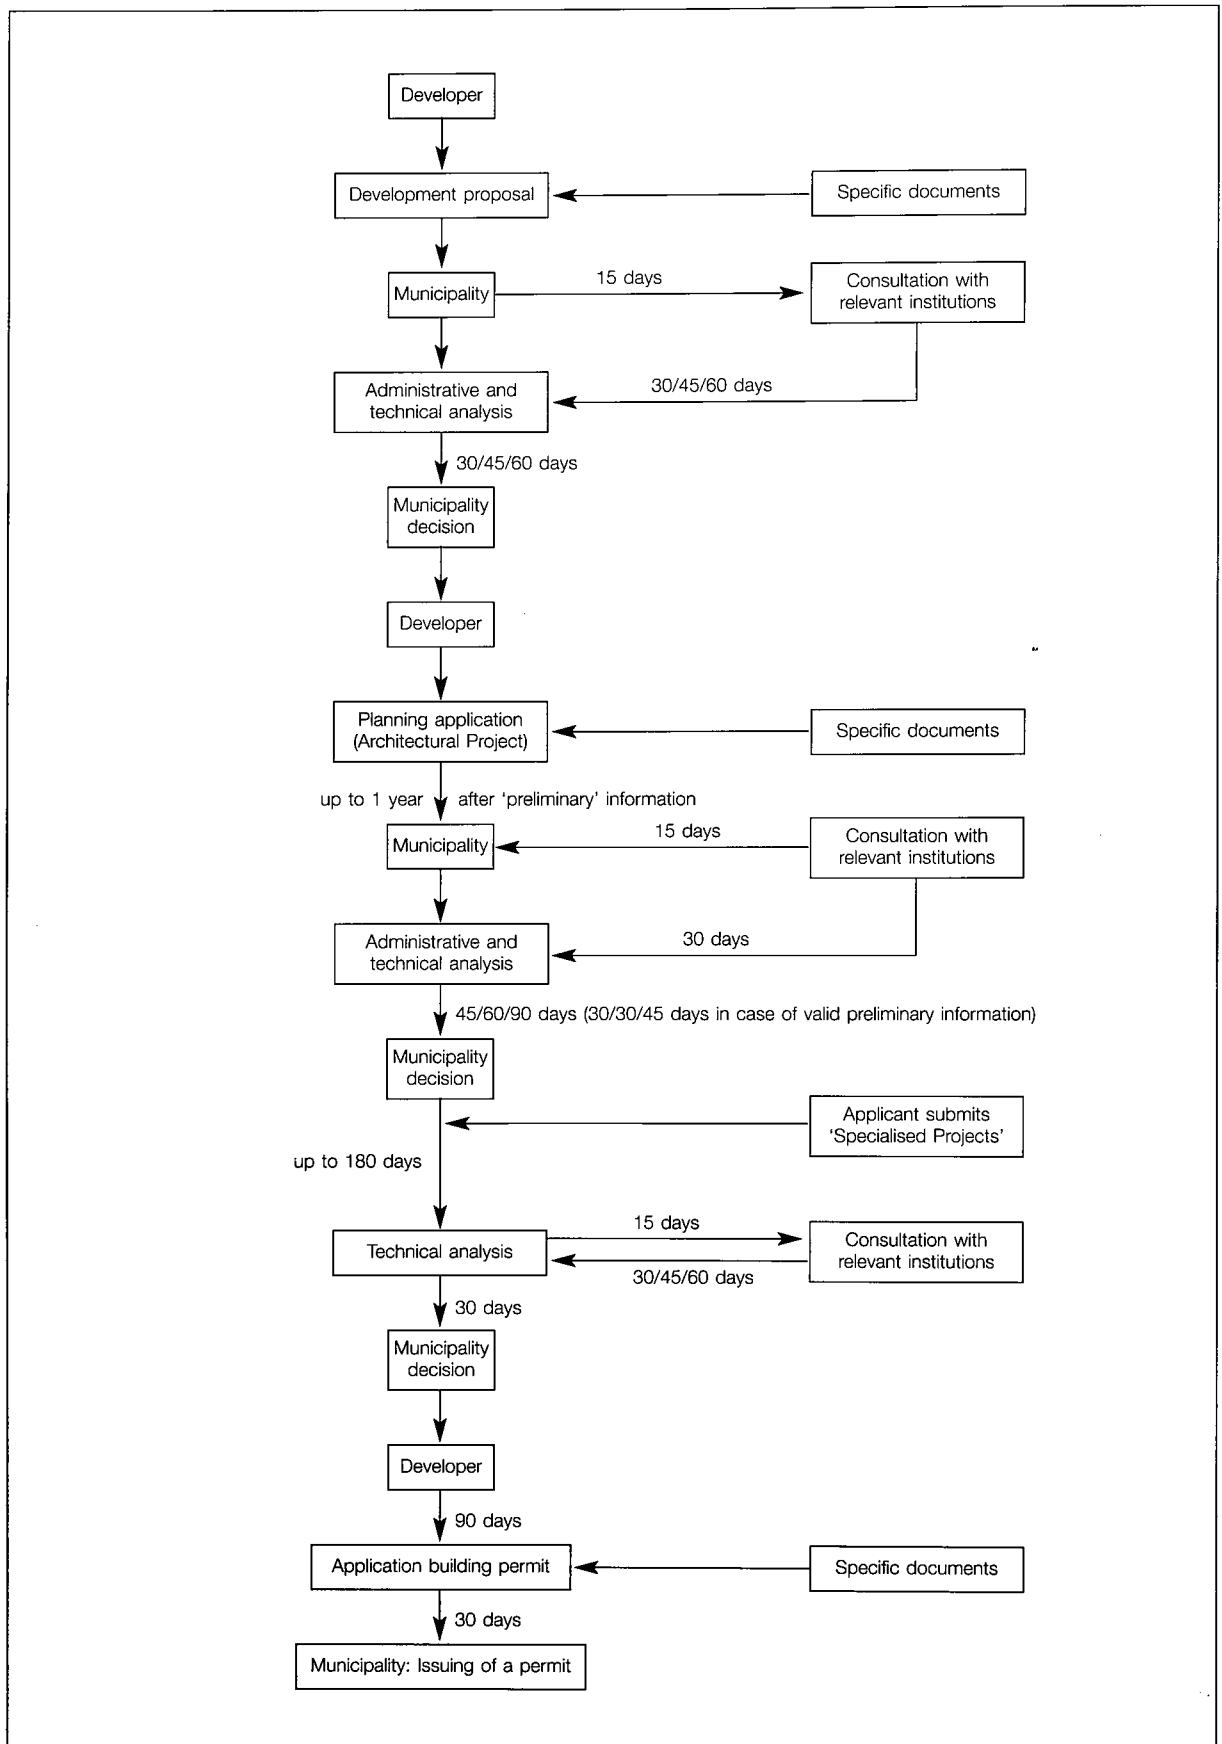 Developer
Development proposal
Specific documents
15 days
Municipality
Consultation with
relevant institutions
Administrative and
technical analysis
30/45/60 days
30/45/60 days
Municipality
decision
Developer
Planning application
(Architectural Project)
Specific documents
up to 1 year
after 'preliminary' information
15 days
Municipality
Consultation with
relevant institutions
Administrative and
technical analysis
30 days
45/60/90 days (30/30/45 days in case of valid preliminary information)
Municipality
decision
Applicant submits
'Specialised Projects'
up to 180 days
15 days
Technical analysis
Consultation with
relevant institutions
30/45/60 days
30 days
Municipality
decision
Developer
90 days
Application building permit
Specific documents
30 days
Municipality: Issuing of a permit